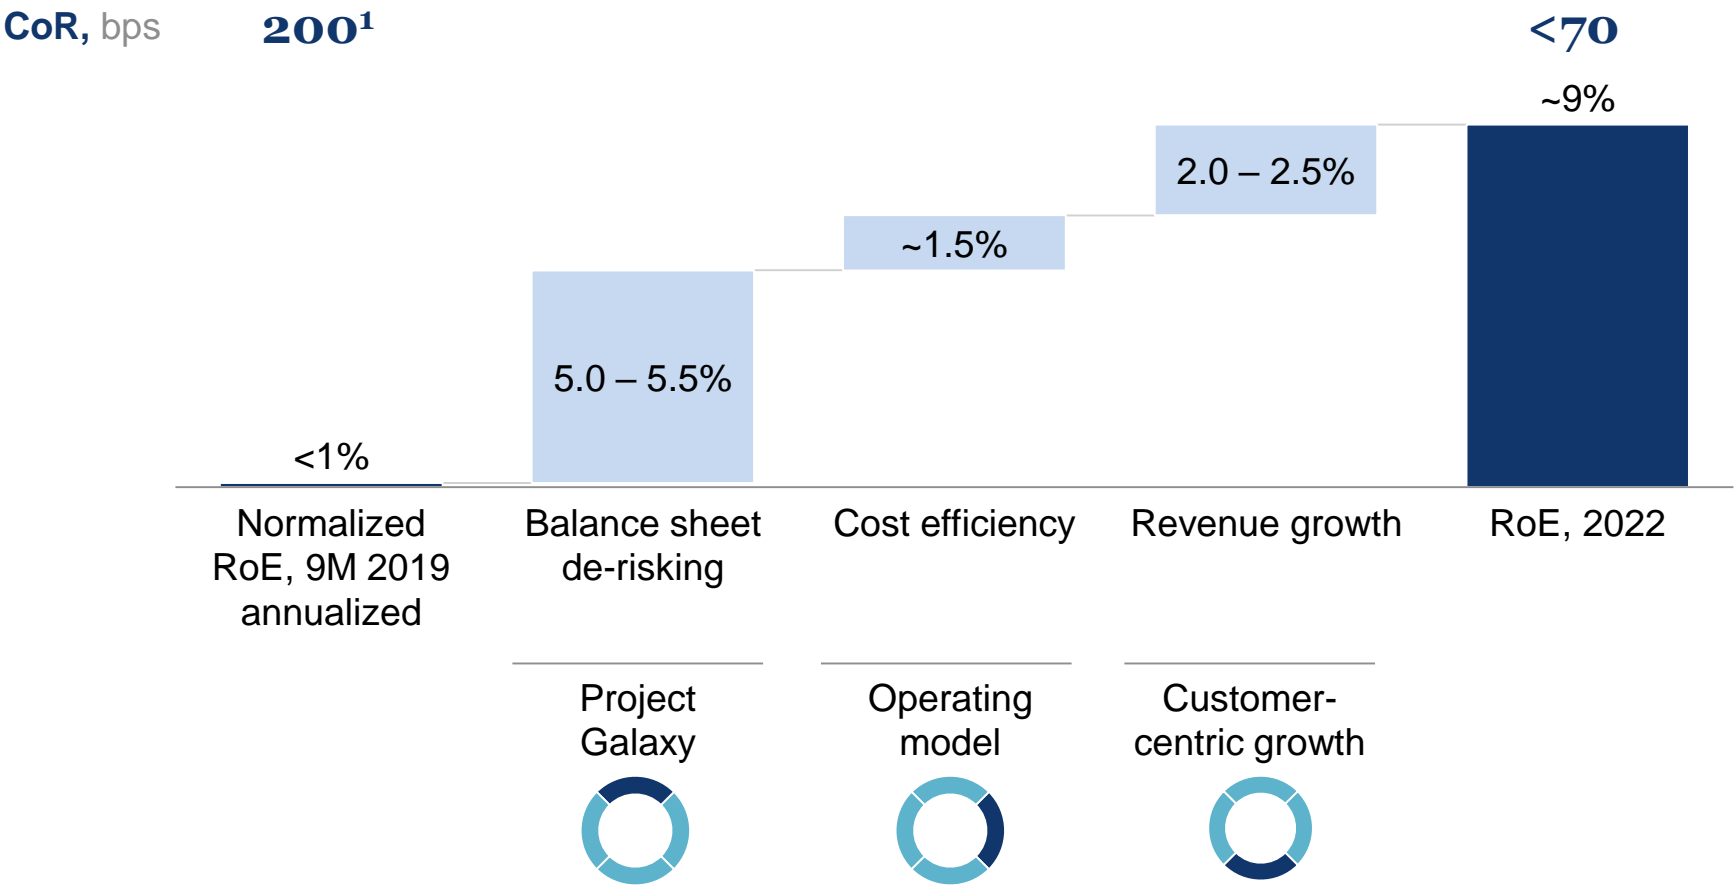 CoR, bps 200¹ <70
~9%
2.0 – 2.5%
~1.5%
5.0 – 5.5%
<1%
Normalized
RoE, 9M 2019
annualized
Balance sheet
de-risking
Cost efficiency
Revenue growth
RoE, 2022
Project
Galaxy
Operating
model
Customer-
centric growth